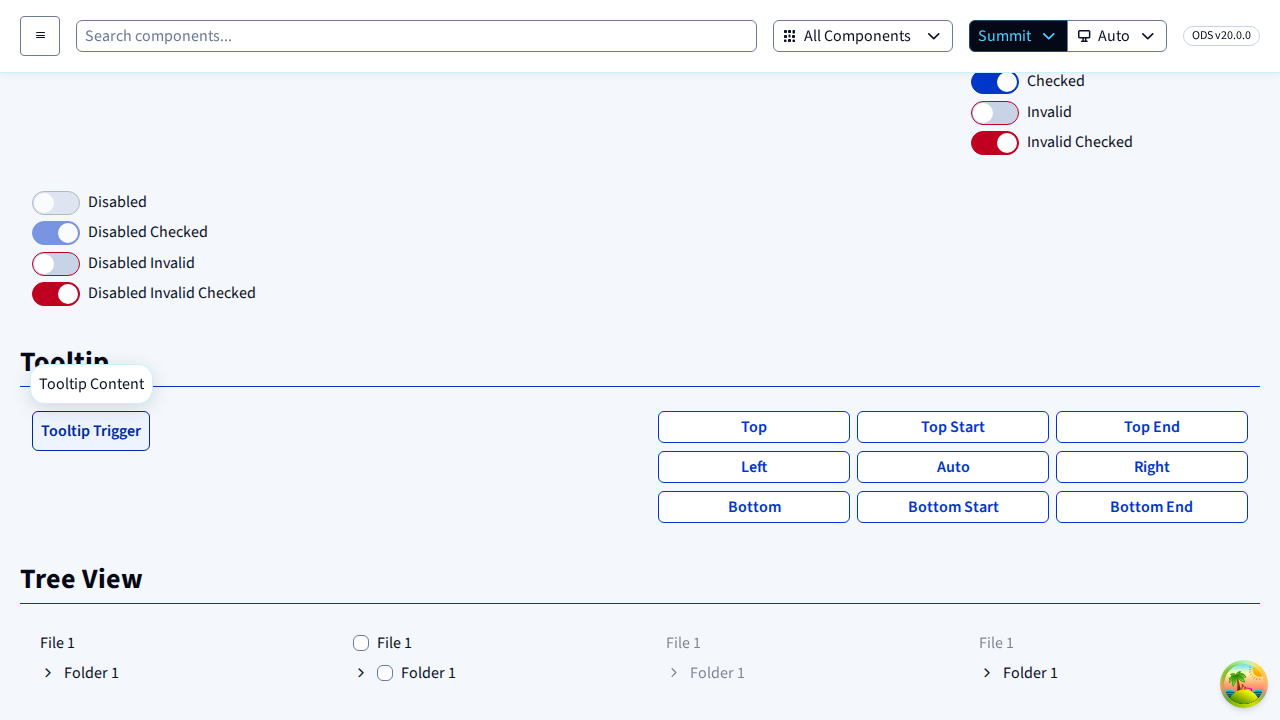 Search components...
All Components
Summit
Auto
ODS v20.0.0
Checked
Invalid
Invalid Checked
Disabled
Disabled Checked
Disabled Invalid
Disabled Invalid Checked
Tooltip
Tooltip Content
Tooltip Trigger
Top
Top Start
Top End
Left
Auto
Right
Bottom
Bottom Start
Bottom End
Tree View
File 1
File 1
File 1
File 1
Folder 1
Folder 1
Folder 1
Folder 1